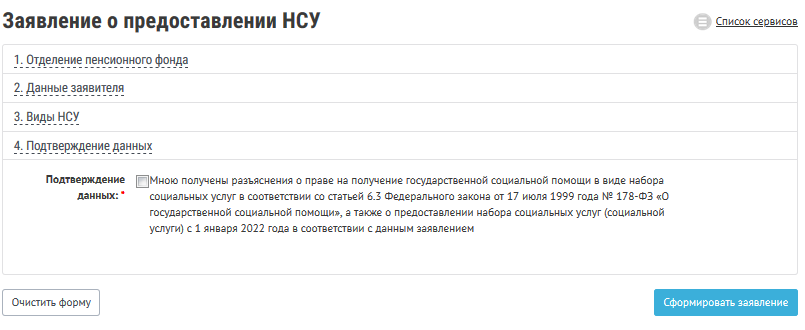 Заявление о предоставлении НСУ
Список сервисов
1. Отделение пенсионного фонда
2. Данные заявителя
3. Виды НСУ
4. Подтверждение данных
Подтверждение данных: *
Мною получены разъяснения о праве на получение государственной социальной помощи в виде набора
социальных услуг в соответствии со статьей 6.3 Федерального закона от 17 июля 1999 года № 178-ФЗ «О
государственной социальной помощи», а также о предоставлении набора социальных услуг (социальной
услуги) с 1 января 2022 года в соответствии с данным заявлением
Очистить форму
Сформировать заявление